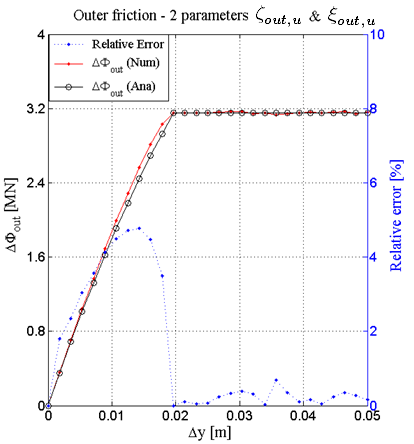 Outer friction - 2 parameters ζout,u & ξout,u
Relative Error
ΔΦout (Num)
ΔΦout (Ana)
4
3.2
2.4
1.6
0.8
0
ΔΦout [MN]
10
8
6
4
2
0
Relative error [%]
0 0.01 0.02 0.03 0.04 0.05
Δy [m]